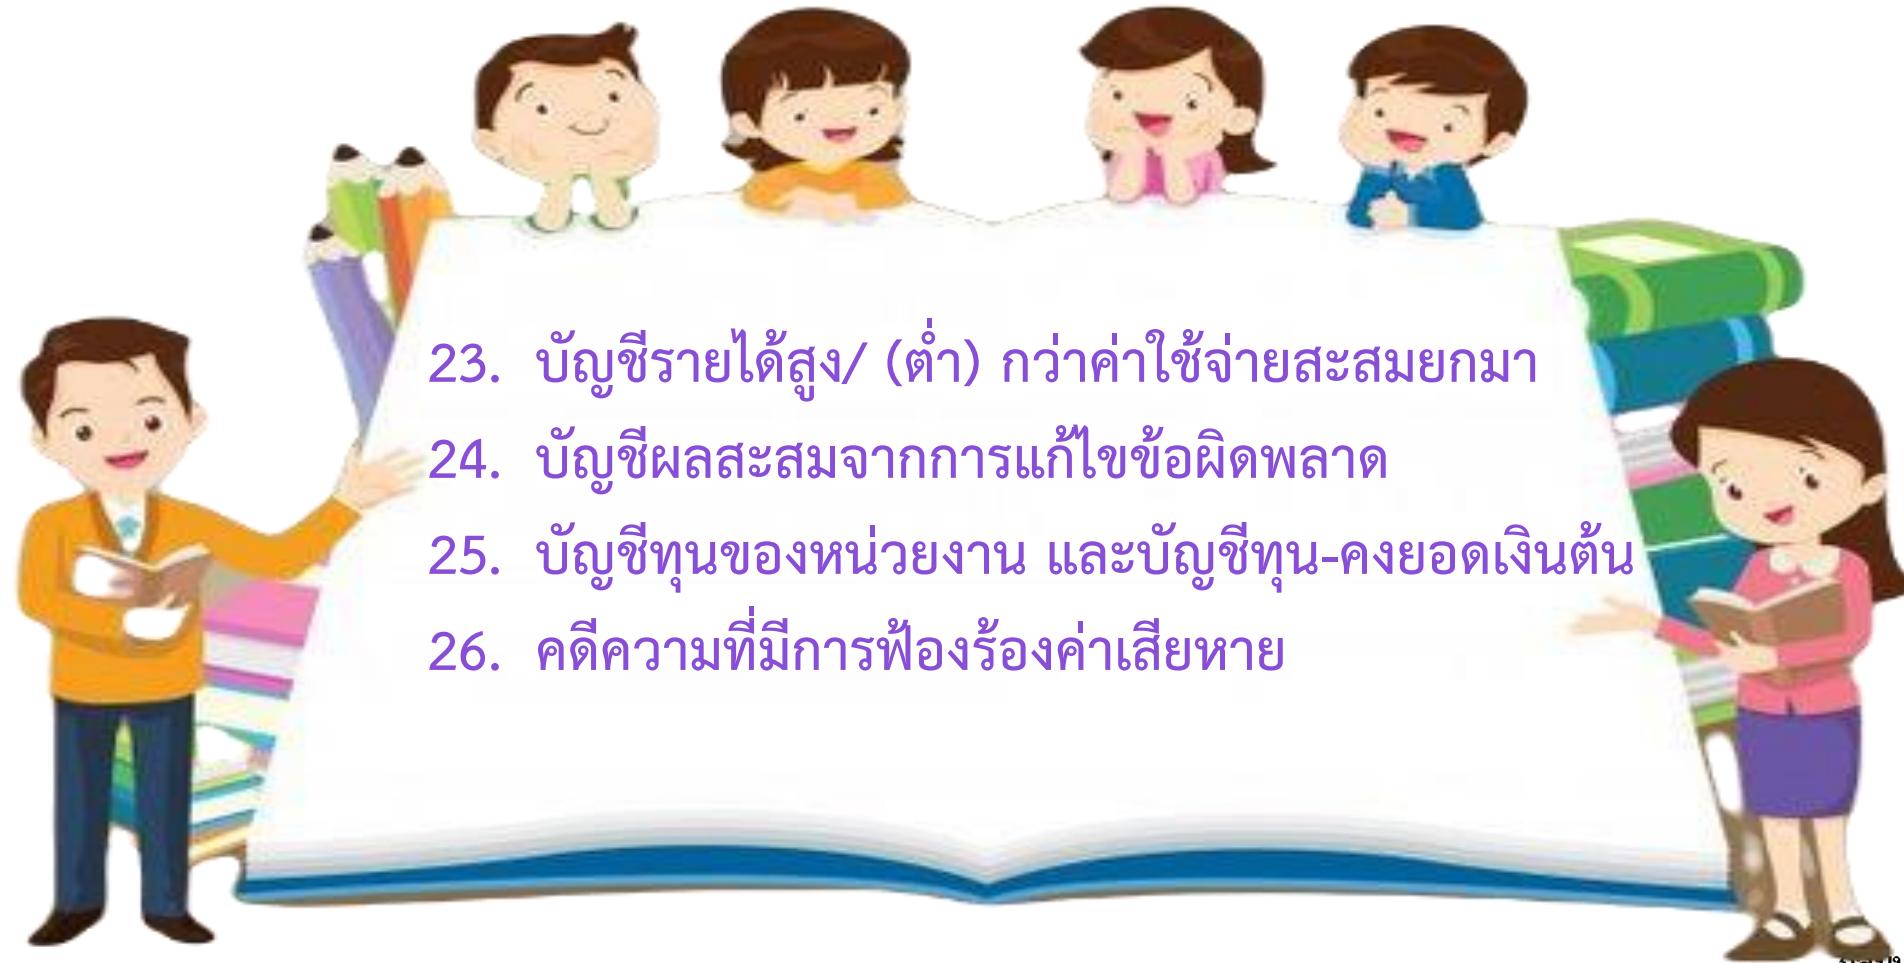 23. บัญชีรายได้สูง/ (ต่ำ) กว่าค่าใช้จ่ายสะสมยกมา
24. บัญชีผลสะสมจากการแก้ไขข้อผิดพลาด
25. บัญชีทุนของหน่วยงาน และบัญชีทุน-คงยอดเงินต้น
26. คดีความที่มีการฟ้องร้องค่าเสียหาย